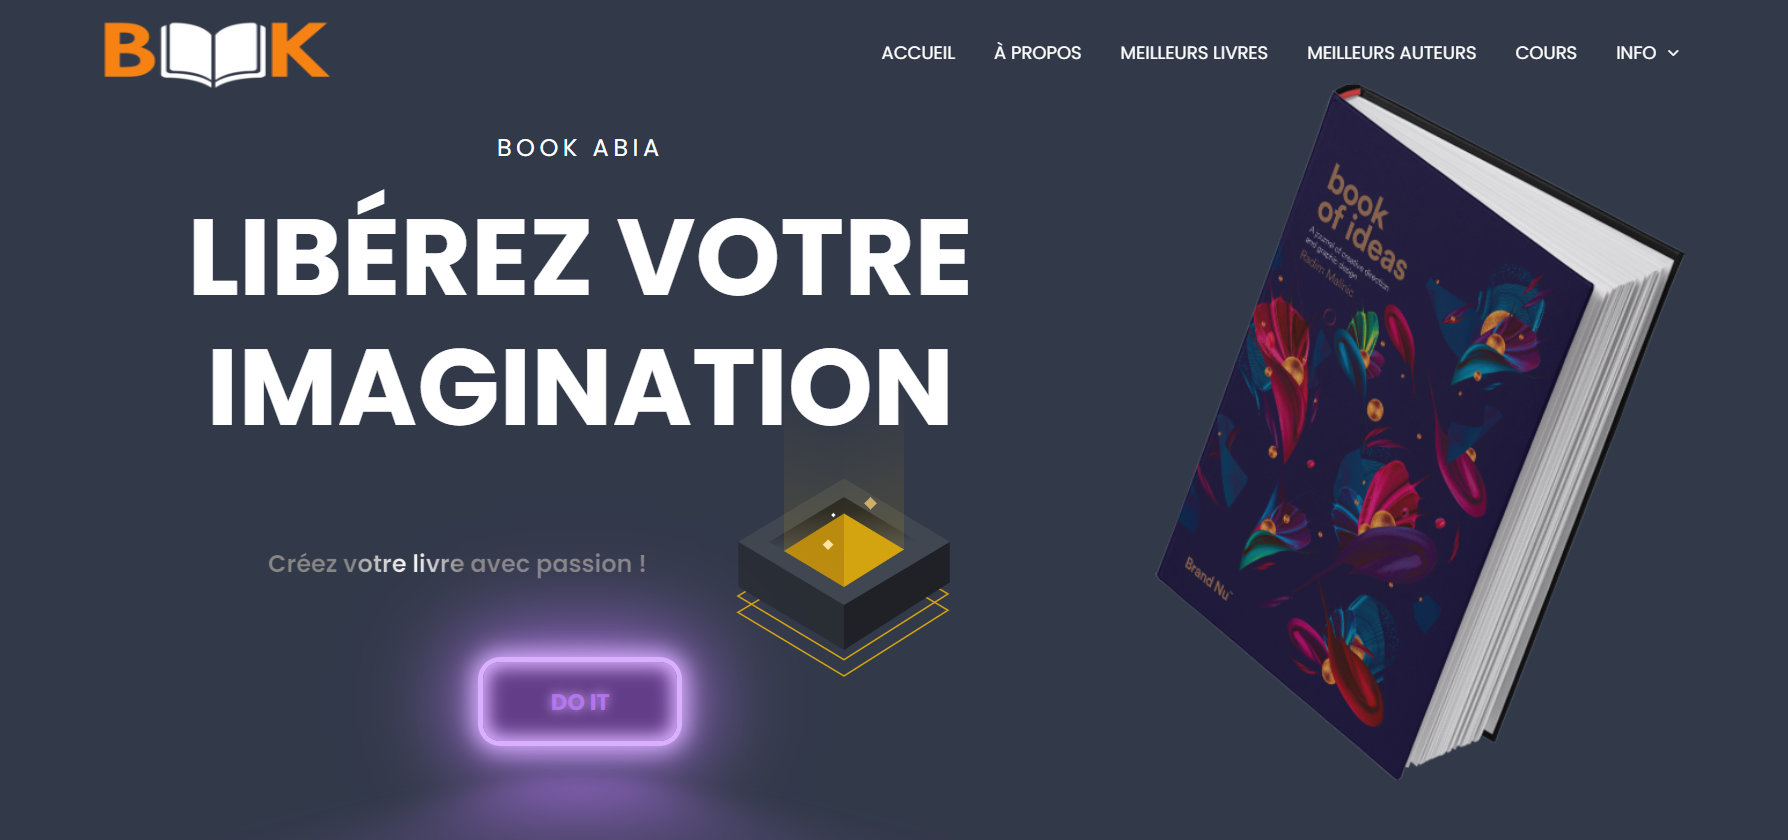 BOOK
ACCUEIL À PROPOS MEILLEURS LIVRES MEILLEURS AUTEURS COURS INFO
BOOK ABIA
LIBÉREZ VOTRE
IMAGINATION
Créez votre livre avec passion !
DO IT
book
of ideas
A journal of creative direction
and graphic design
Radim Malinic
Brand Nu™